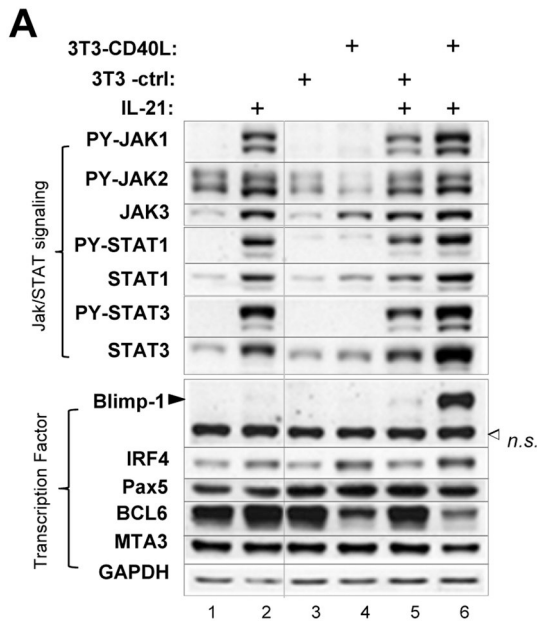 A
3T3-CD40L: + +
3T3 -ctrl: + +
IL-21: + + +
Jak/STAT signaling
PY-JAK1
PY-JAK2
JAK3
PY-STAT1
STAT1
PY-STAT3
STAT3
Transcription Factor
Blimp-1
n.s.
IRF4
Pax5
BCL6
MTA3
GAPDH
1 2 3 4 5 6